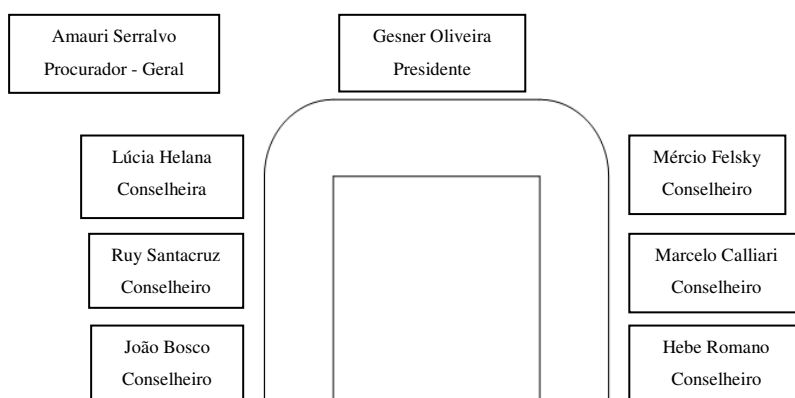 Amauri Serralvo
Procurador - Geral
Gesner Oliveira
Presidente
Lúcia Helana
Conselheira
Mércio Felsky
Conselheiro
Ruy Santacruz
Conselheiro
Marcelo Calliari
Conselheiro
João Bosco
Conselheiro
Hebe Romano
Conselheiro